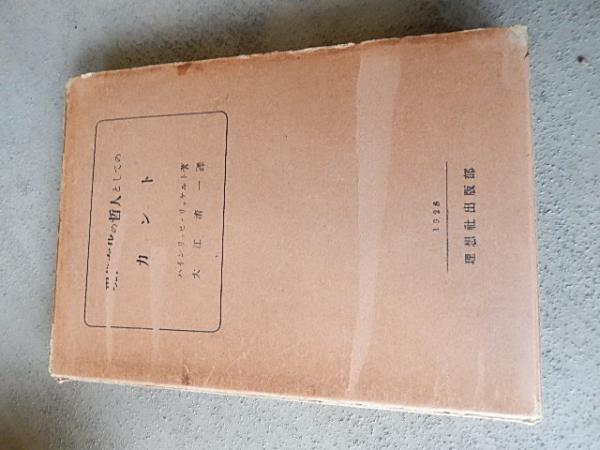 の哲人としての
カント
ハインリッヒ・リッケルト著
大江 一譯
1928
理想社出版部